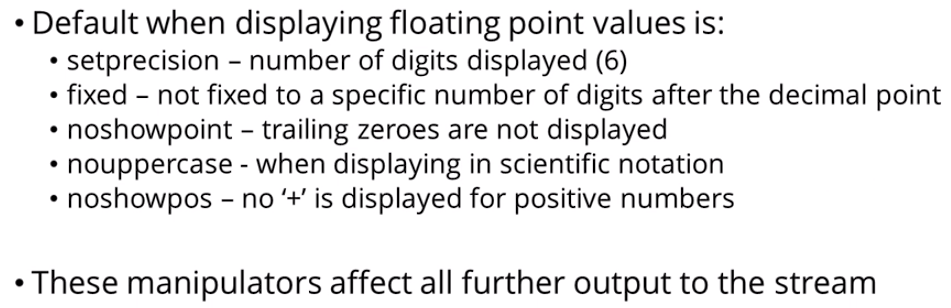 • Default when displaying floating point values is:
• setprecision – number of digits displayed (6)
• fixed – not fixed to a specific number of digits after the decimal point
• noshowpoint – trailing zeroes are not displayed
• nouppercase - when displaying in scientific notation
• noshowpos – no ‘+’ is displayed for positive numbers
• These manipulators affect all further output to the stream